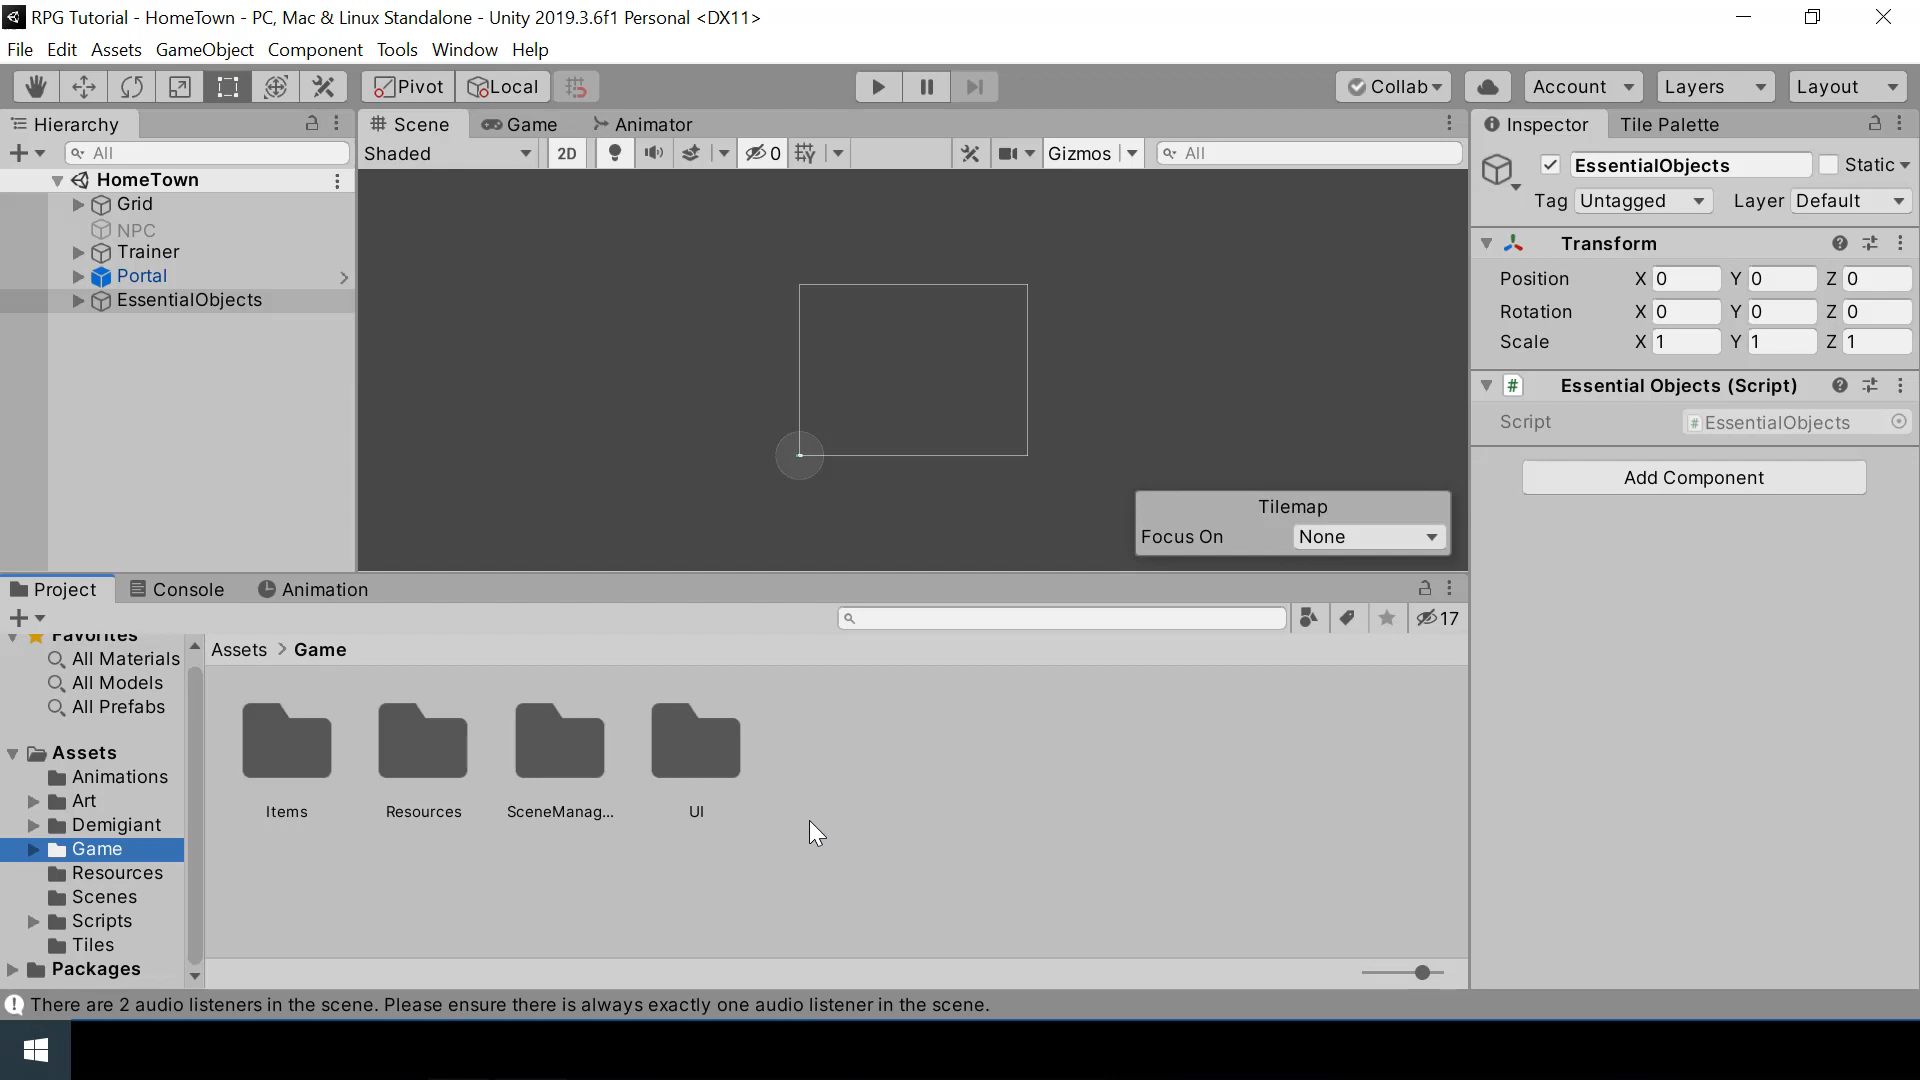 RPG Tutorial - HomeTown - PC, Mac & Linux Standalone - Unity 2019.3.6f1 Personal <DX11>
File Edit Assets GameObject Component Tools Window Help
Pivot Local Collab Account Layers Layout
Hierarchy
All
HomeTown
Grid
NPC
Trainer
Portal
EssentialObjects
Scene Game Animator
Shaded 2D 0 Gizmos All
Tilemap
Focus On None
Inspector Tile Palette
EssentialObjects Static
Tag Untagged Layer Default
Transform
Position X 0 Y 0 Z 0
Rotation X 0 Y 0 Z 0
Scale X 1 Y 1 Z 1
Essential Objects (Script)
Script # EssentialObjects
Add Component
Project Console Animation
17
Favorites
All Materials
All Models
All Prefabs
Assets
Animations
Art
Demigiant
Game
Resources
Scenes
Scripts
Tiles
Packages
Assets > Game
Items Resources SceneManag... UI
There are 2 audio listeners in the scene. Please ensure there is always exactly one audio listener in the scene.